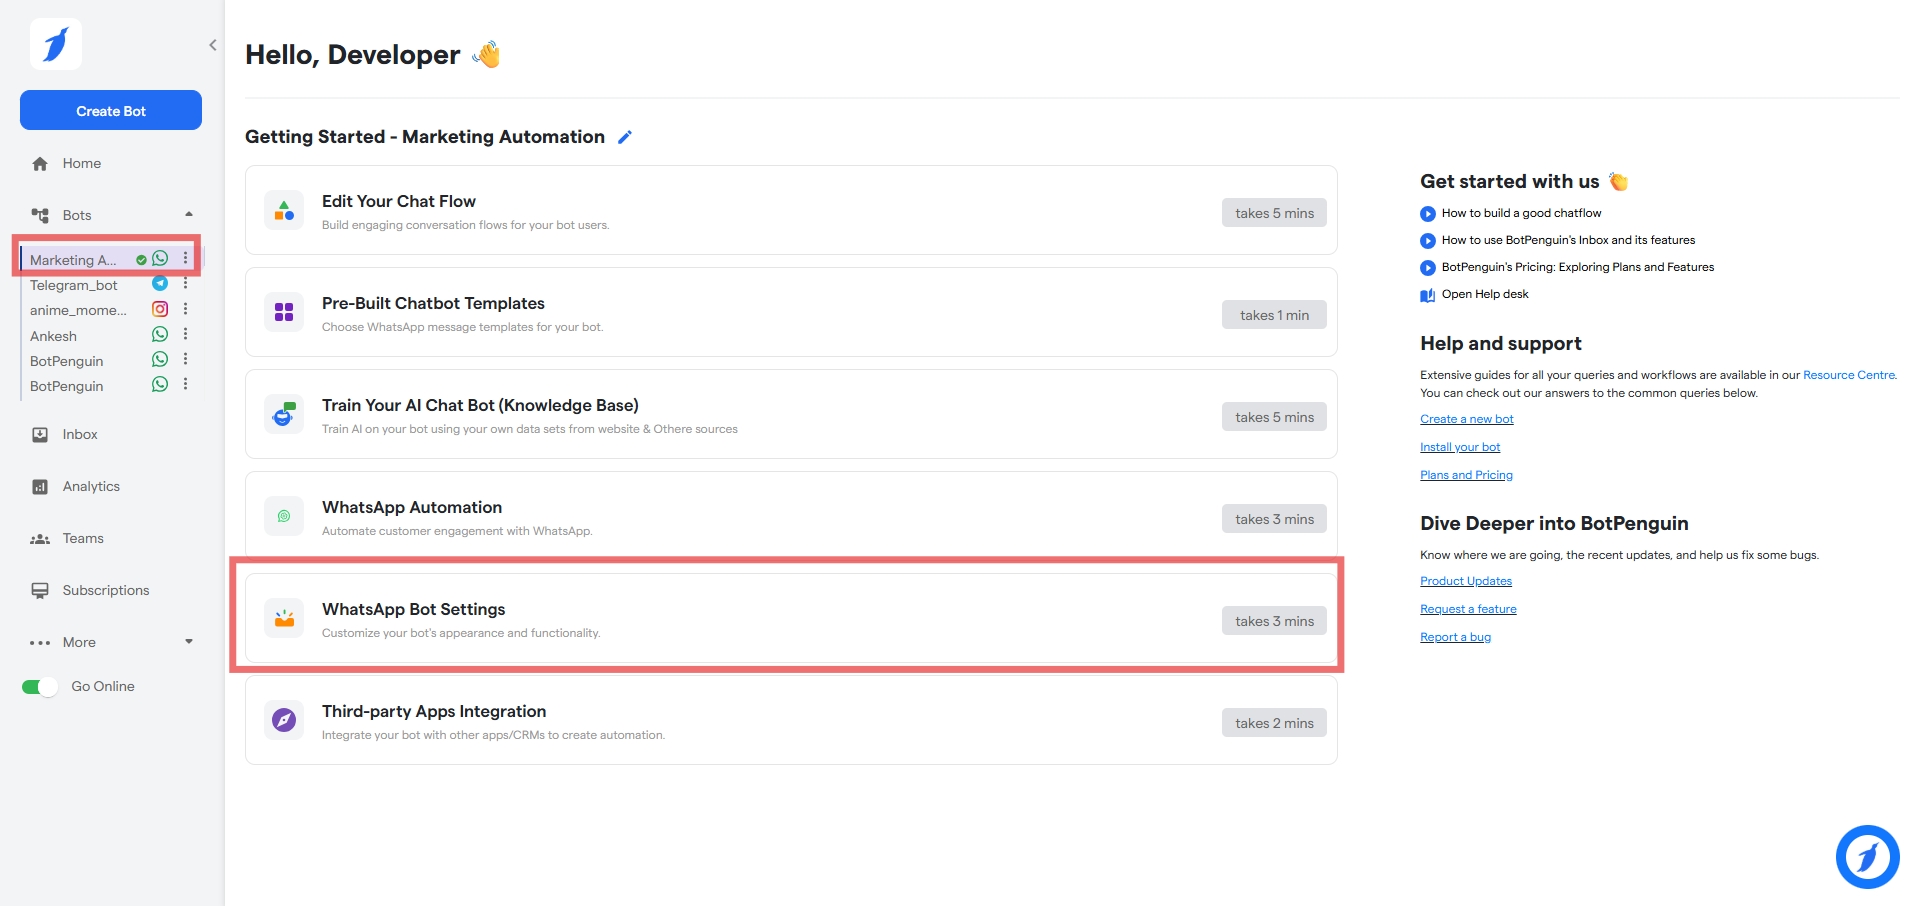 Create Bot
Home
Bots
Marketing A...
Telegram_bot
anime_mome...
Ankesh
BotPenguin
BotPenguin
Inbox
Analytics
Teams
Subscriptions
More
Go Online
Hello, Developer
Getting Started - Marketing Automation
Edit Your Chat Flow
Build engaging conversation flows for your bot users.
takes 5 mins
Pre-Built Chatbot Templates
Choose WhatsApp message templates for your bot.
takes 1 min
Train Your AI Chat Bot (Knowledge Base)
Train AI on your bot using your own data sets from website & Othere sources
takes 5 mins
WhatsApp Automation
Automate customer engagement with WhatsApp.
takes 3 mins
WhatsApp Bot Settings
Customize your bot's appearance and functionality.
takes 3 mins
Third-party Apps Integration
Integrate your bot with other apps/CRMs to create automation.
takes 2 mins
Get started with us
How to build a good chatflow
How to use BotPenguin's Inbox and its features
BotPenguin's Pricing: Exploring Plans and Features
Open Help desk
Help and support
Extensive guides for all your queries and workflows are available in our Resource Centre.
You can check out our answers to the common queries below.
Create a new bot
Install your bot
Plans and Pricing
Dive Deeper into BotPenguin
Know where we are going, the recent updates, and help us fix some bugs.
Product Updates
Request a feature
Report a bug